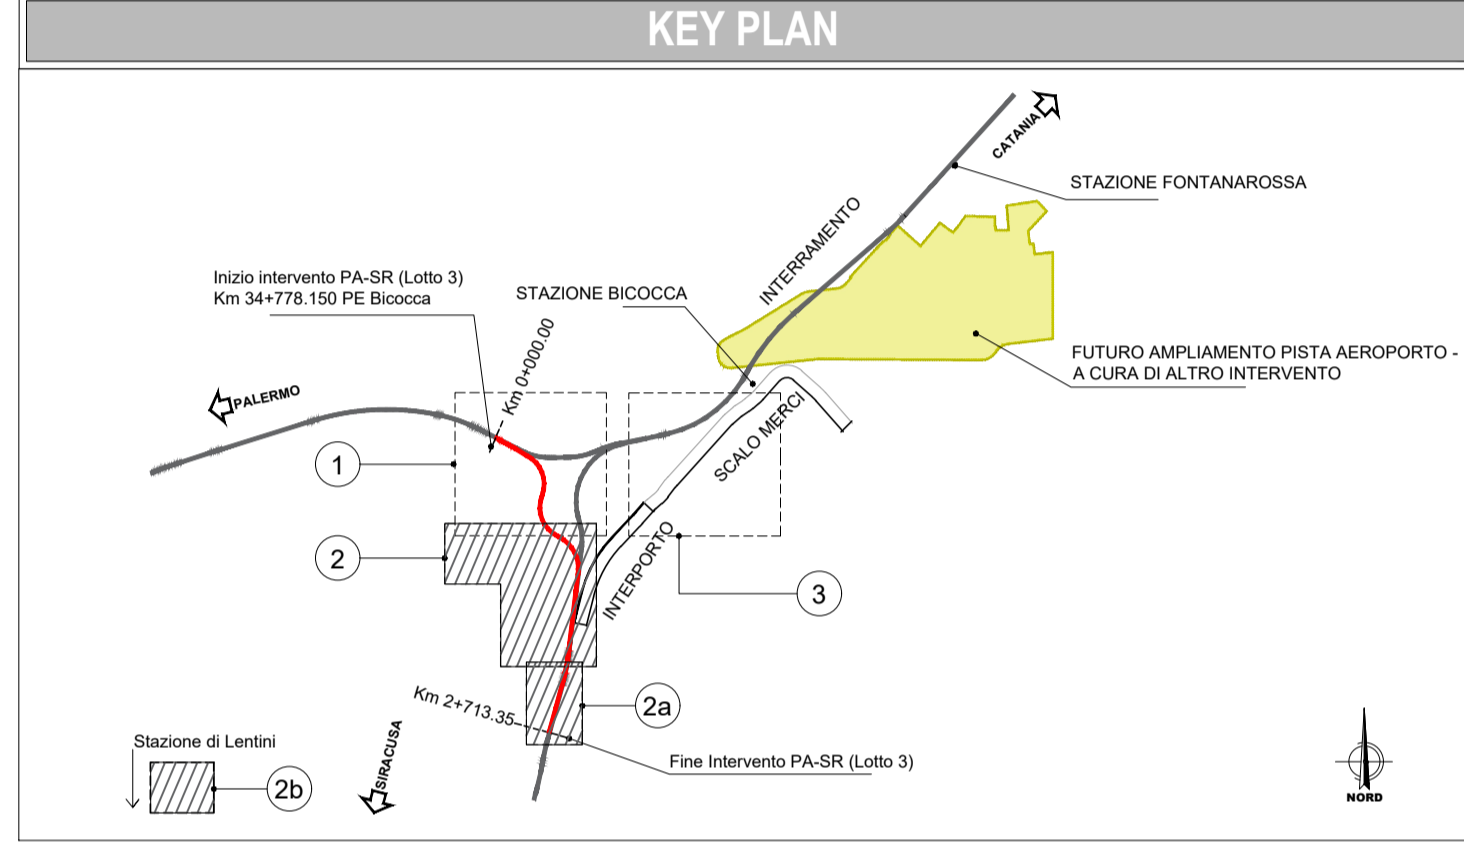 KEY PLAN
CATANIA
STAZIONE FONTANAROSSA
INTERRAMENTO
Inizio intervento PA-SR (Lotto 3)
Km 34+778.150 PE Bicocca
STAZIONE BICOCCA
Km 0+000.00
FUTURO AMPLIAMENTO PISTA AEROPORTO -
A CURA DI ALTRO INTERVENTO
PALERMO
SCALO MERCI
1
2
INTERPORTO
3
Km 2+713.35
2a
Stazione di Lentini
SIRACUSA
Fine Intervento PA-SR (Lotto 3)
2b
NORD